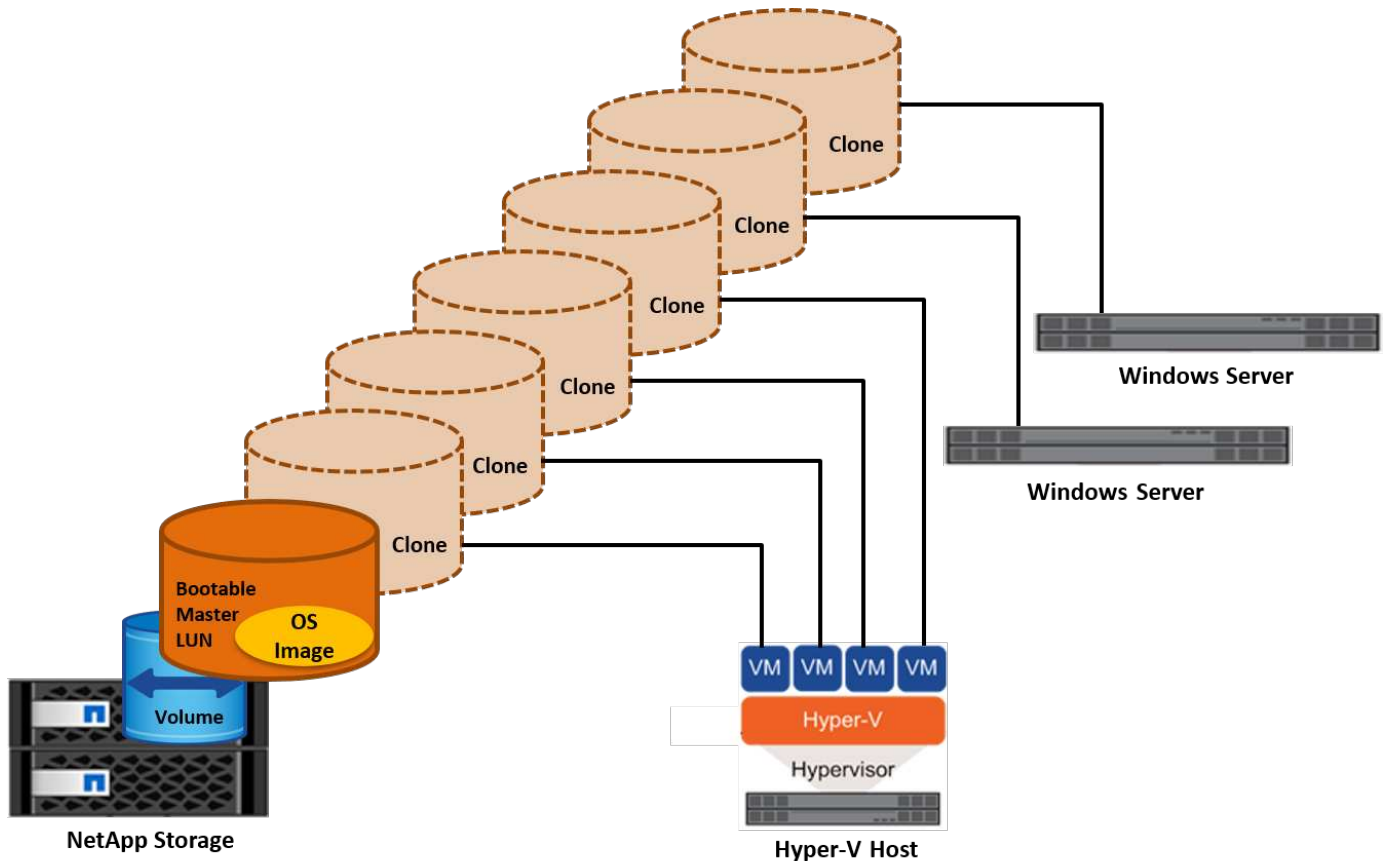 Clone
Clone
Clone
Clone
Clone
Clone
Windows Server
Windows Server
Bootable
Master
LUN
OS
Image
Volume
NetApp Storage
VM VM VM VM
Hyper-V
Hypervisor
Hyper-V Host